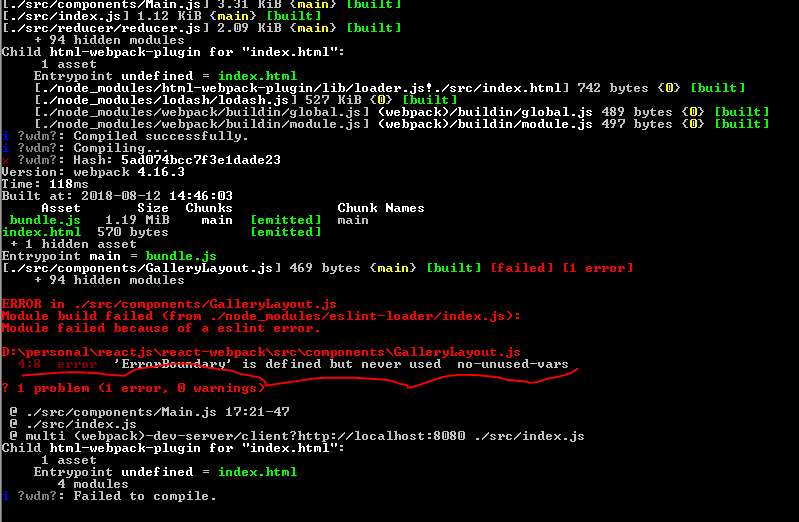 [./src/components/Main.js] 3.31 KiB {main} [built]
[./src/index.js] 1.12 KiB {main} [built]
[./src/reducer/reducer.js] 2.09 KiB {main} [built]
+ 94 hidden modules
Child html-webpack-plugin for "index.html":
1 asset
Entrypoint undefined = index.html
[./node_modules/html-webpack-plugin/lib/loader.js!./src/index.html] 742 bytes {0} [built]
[./node_modules/lodash/lodash.js] 527 KiB {0} [built]
[./node_modules/webpack/buildin/global.js] (webpack)/buildin/global.js 489 bytes {0} [built]
[./node_modules/webpack/buildin/module.js] (webpack)/buildin/module.js 497 bytes {0} [built]
i ?wdm?: Compiled successfully.
i ?wdm?: Compiling...
× ?wdm?: Hash: 5ad074bcc7f3e1dade23
Version: webpack 4.16.3
Time: 118ms
Built at: 2018-08-12 14:46:03
Asset Size Chunks Chunk Names
bundle.js 1.19 MiB main [emitted] main
index.html 570 bytes [emitted]
+ 1 hidden asset
Entrypoint main = bundle.js
[./src/components/GalleryLayout.js] 469 bytes {main} [built] [failed] [1 error]
+ 94 hidden modules
ERROR in ./src/components/GalleryLayout.js
Module build failed (from ./node_modules/eslint-loader/index.js):
Module failed because of a eslint error.
D:\personal\reactjs\react-webpack\src\components\GalleryLayout.js
4:8 error 'ErrorBoundary' is defined but never used no-unused-vars
? 1 problem (1 error, 0 warnings)
@ ./src/components/Main.js 17:21-47
@ ./src/index.js
@ multi (webpack)-dev-server/client?http://localhost:8080 ./src/index.js
Child html-webpack-plugin for "index.html":
1 asset
Entrypoint undefined = index.html
4 modules
i ?wdm?: Failed to compile.